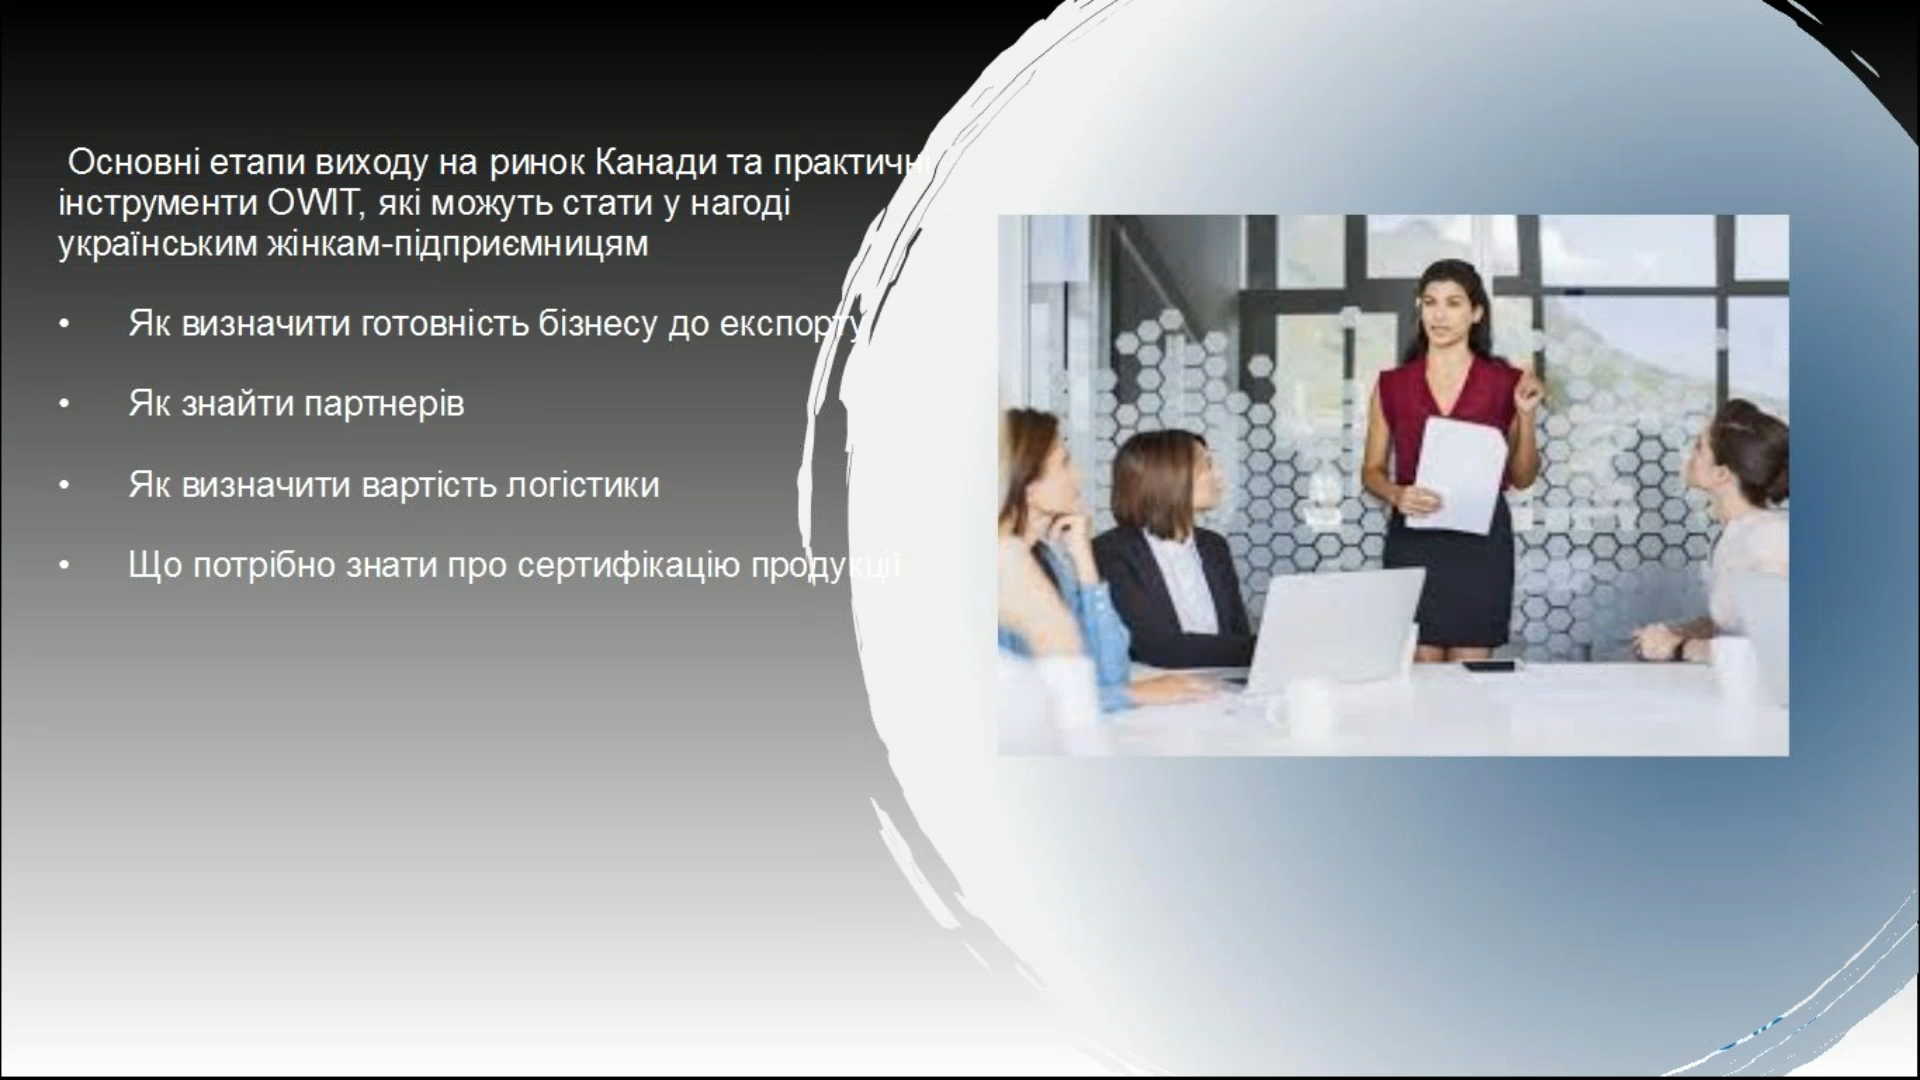 Основні етапи виходу на ринок Канади та практичні
інструменти OWIT, які можуть стати у нагоді
українським жінкам-підприємницям
• Як визначити готовність бізнесу до експорту
• Як знайти партнерів
• Як визначити вартість логістики
• Що потрібно знати про сертифікацію продукції